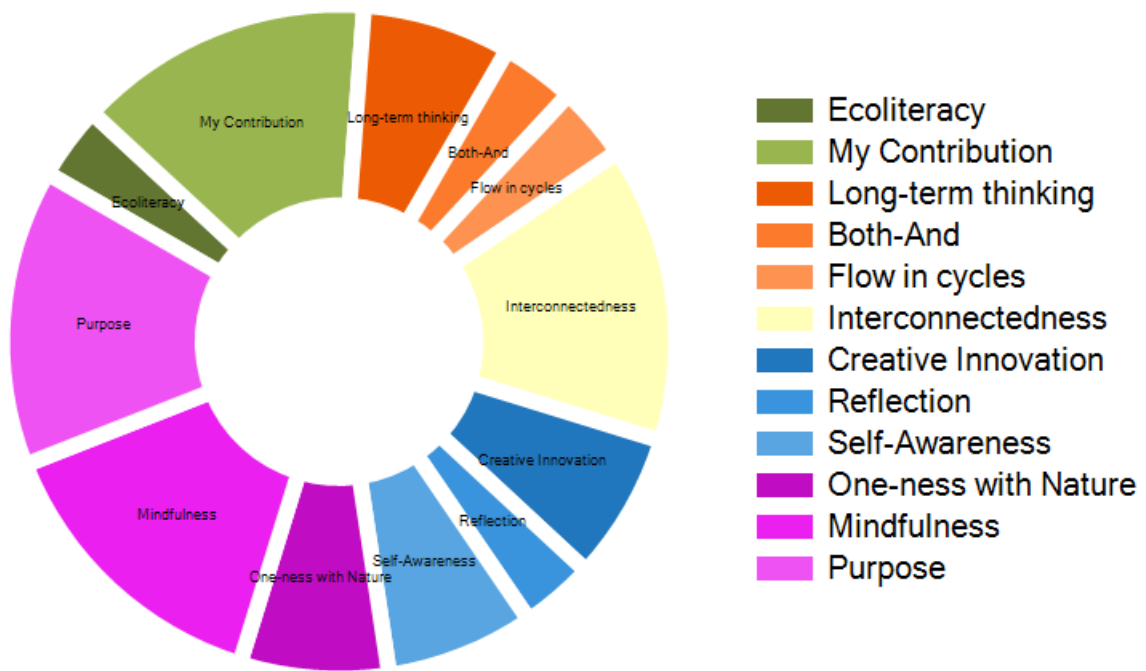 My Contribution
Long-term thinking
Both-And
Flow in cycles
Ecoliteracy
Interconnectedness
Purpose
Creative Innovation
Mindfulness
Reflection
Self-Awareness
One-ness with Nature
Ecoliteracy
My Contribution
Long-term thinking
Both-And
Flow in cycles
Interconnectedness
Creative Innovation
Reflection
Self-Awareness
One-ness with Nature
Mindfulness
Purpose